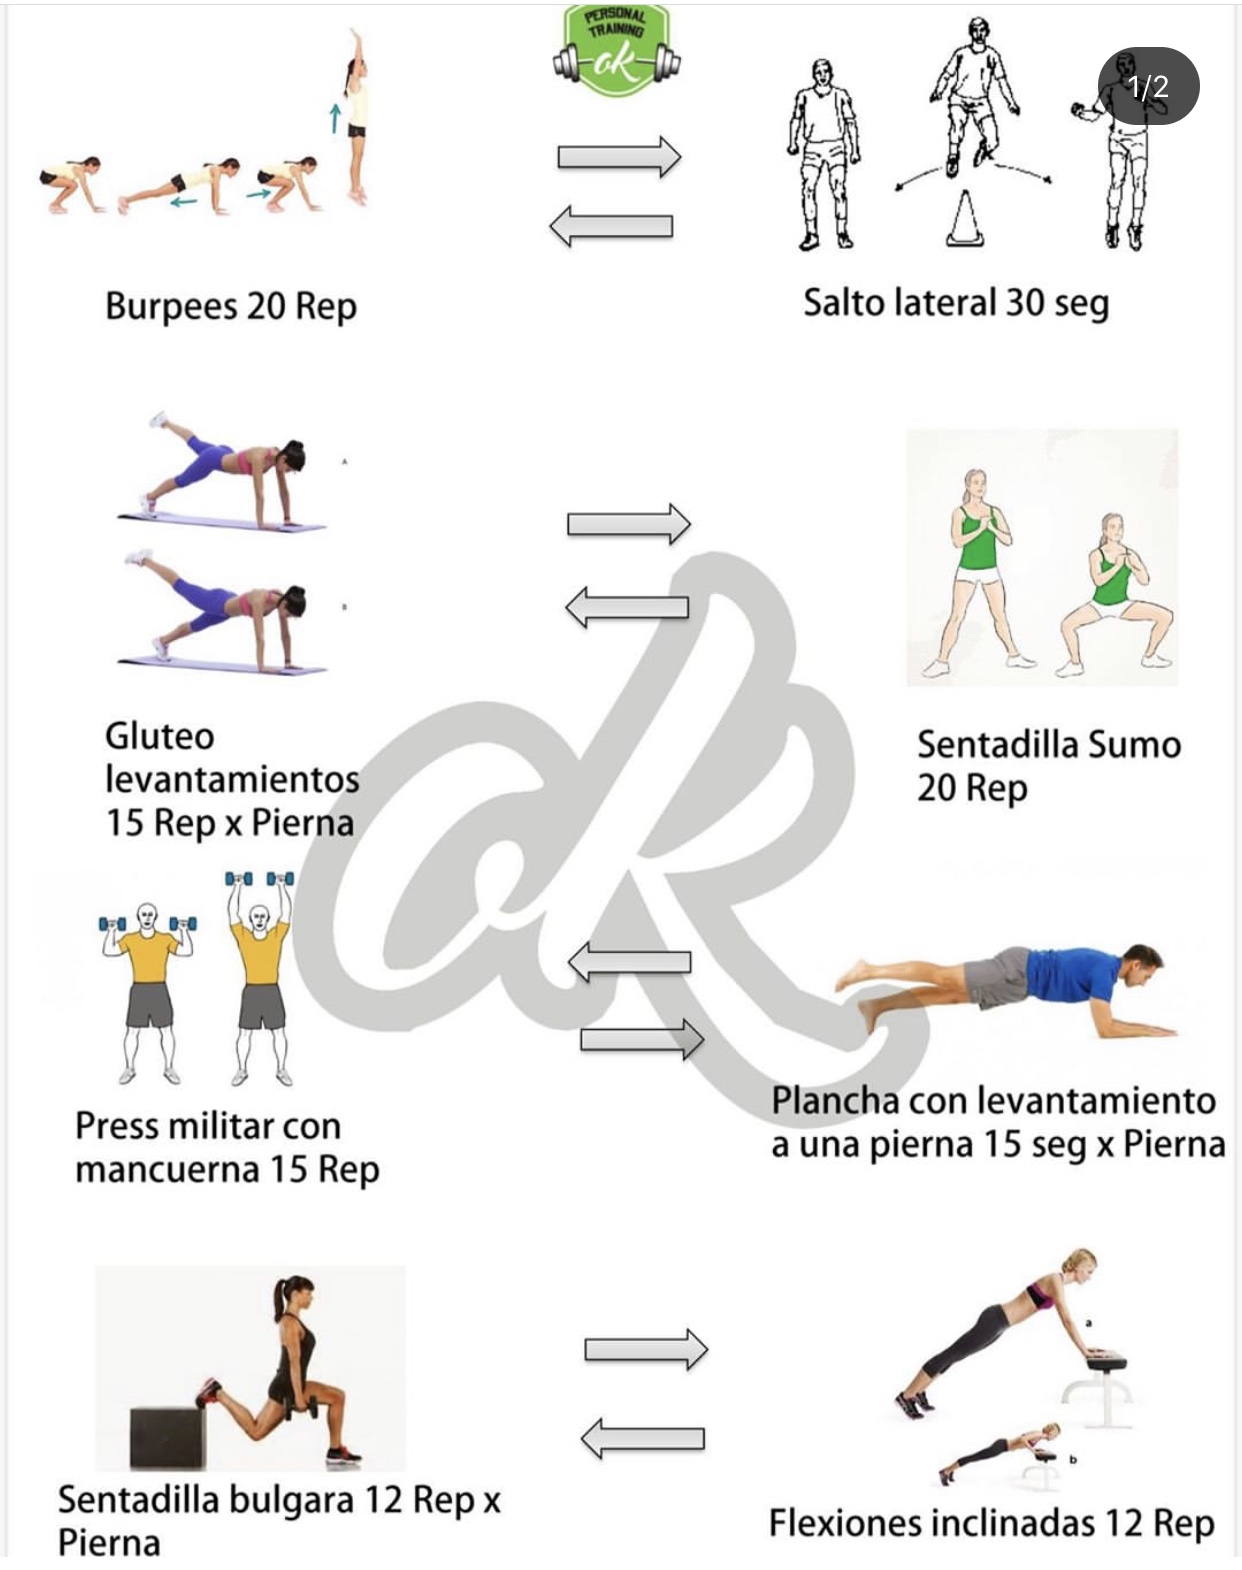 PERSONAL
TRAINING
ok
1/2
Burpees 20 Rep
Salto lateral 30 seg
A
B
Gluteo
levantamientos
15 Rep x Pierna
Sentadilla Sumo
20 Rep
ok
Press militar con
mancuerna 15 Rep
Plancha con levantamiento
a una pierna 15 seg x Pierna
a
b
Sentadilla bulgara 12 Rep x
Pierna
Flexiones inclinadas 12 Rep